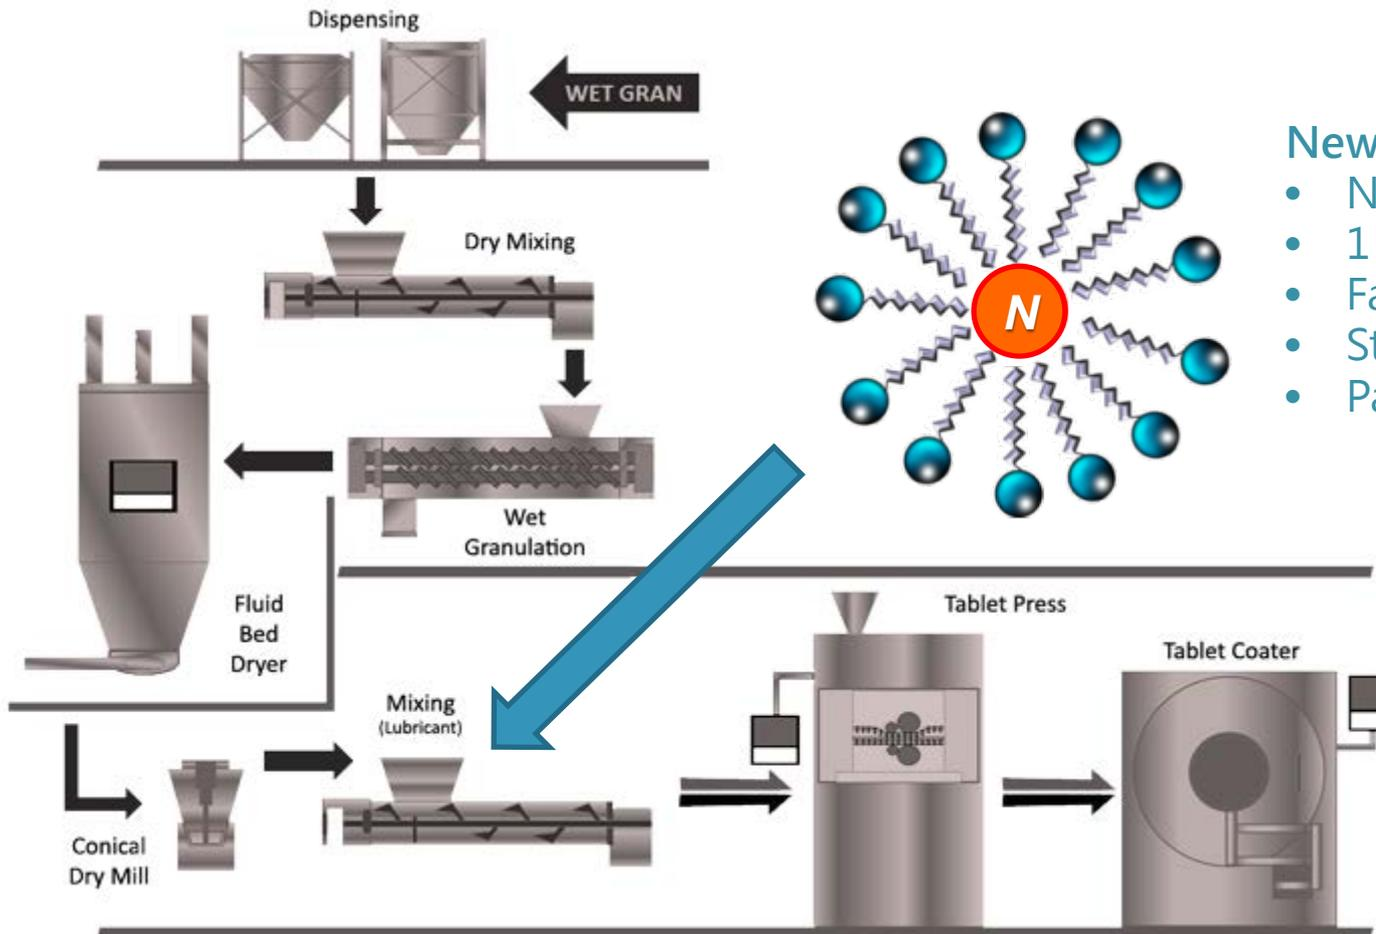 Dispensing
WET GRAN
Dry Mixing
Wet
Granulation
Fluid
Bed
Dryer
Conical
Dry Mill
Mixing
(Lubricant)
Tablet Press
Tablet Coater
N
New
•
• 1
•
•
•